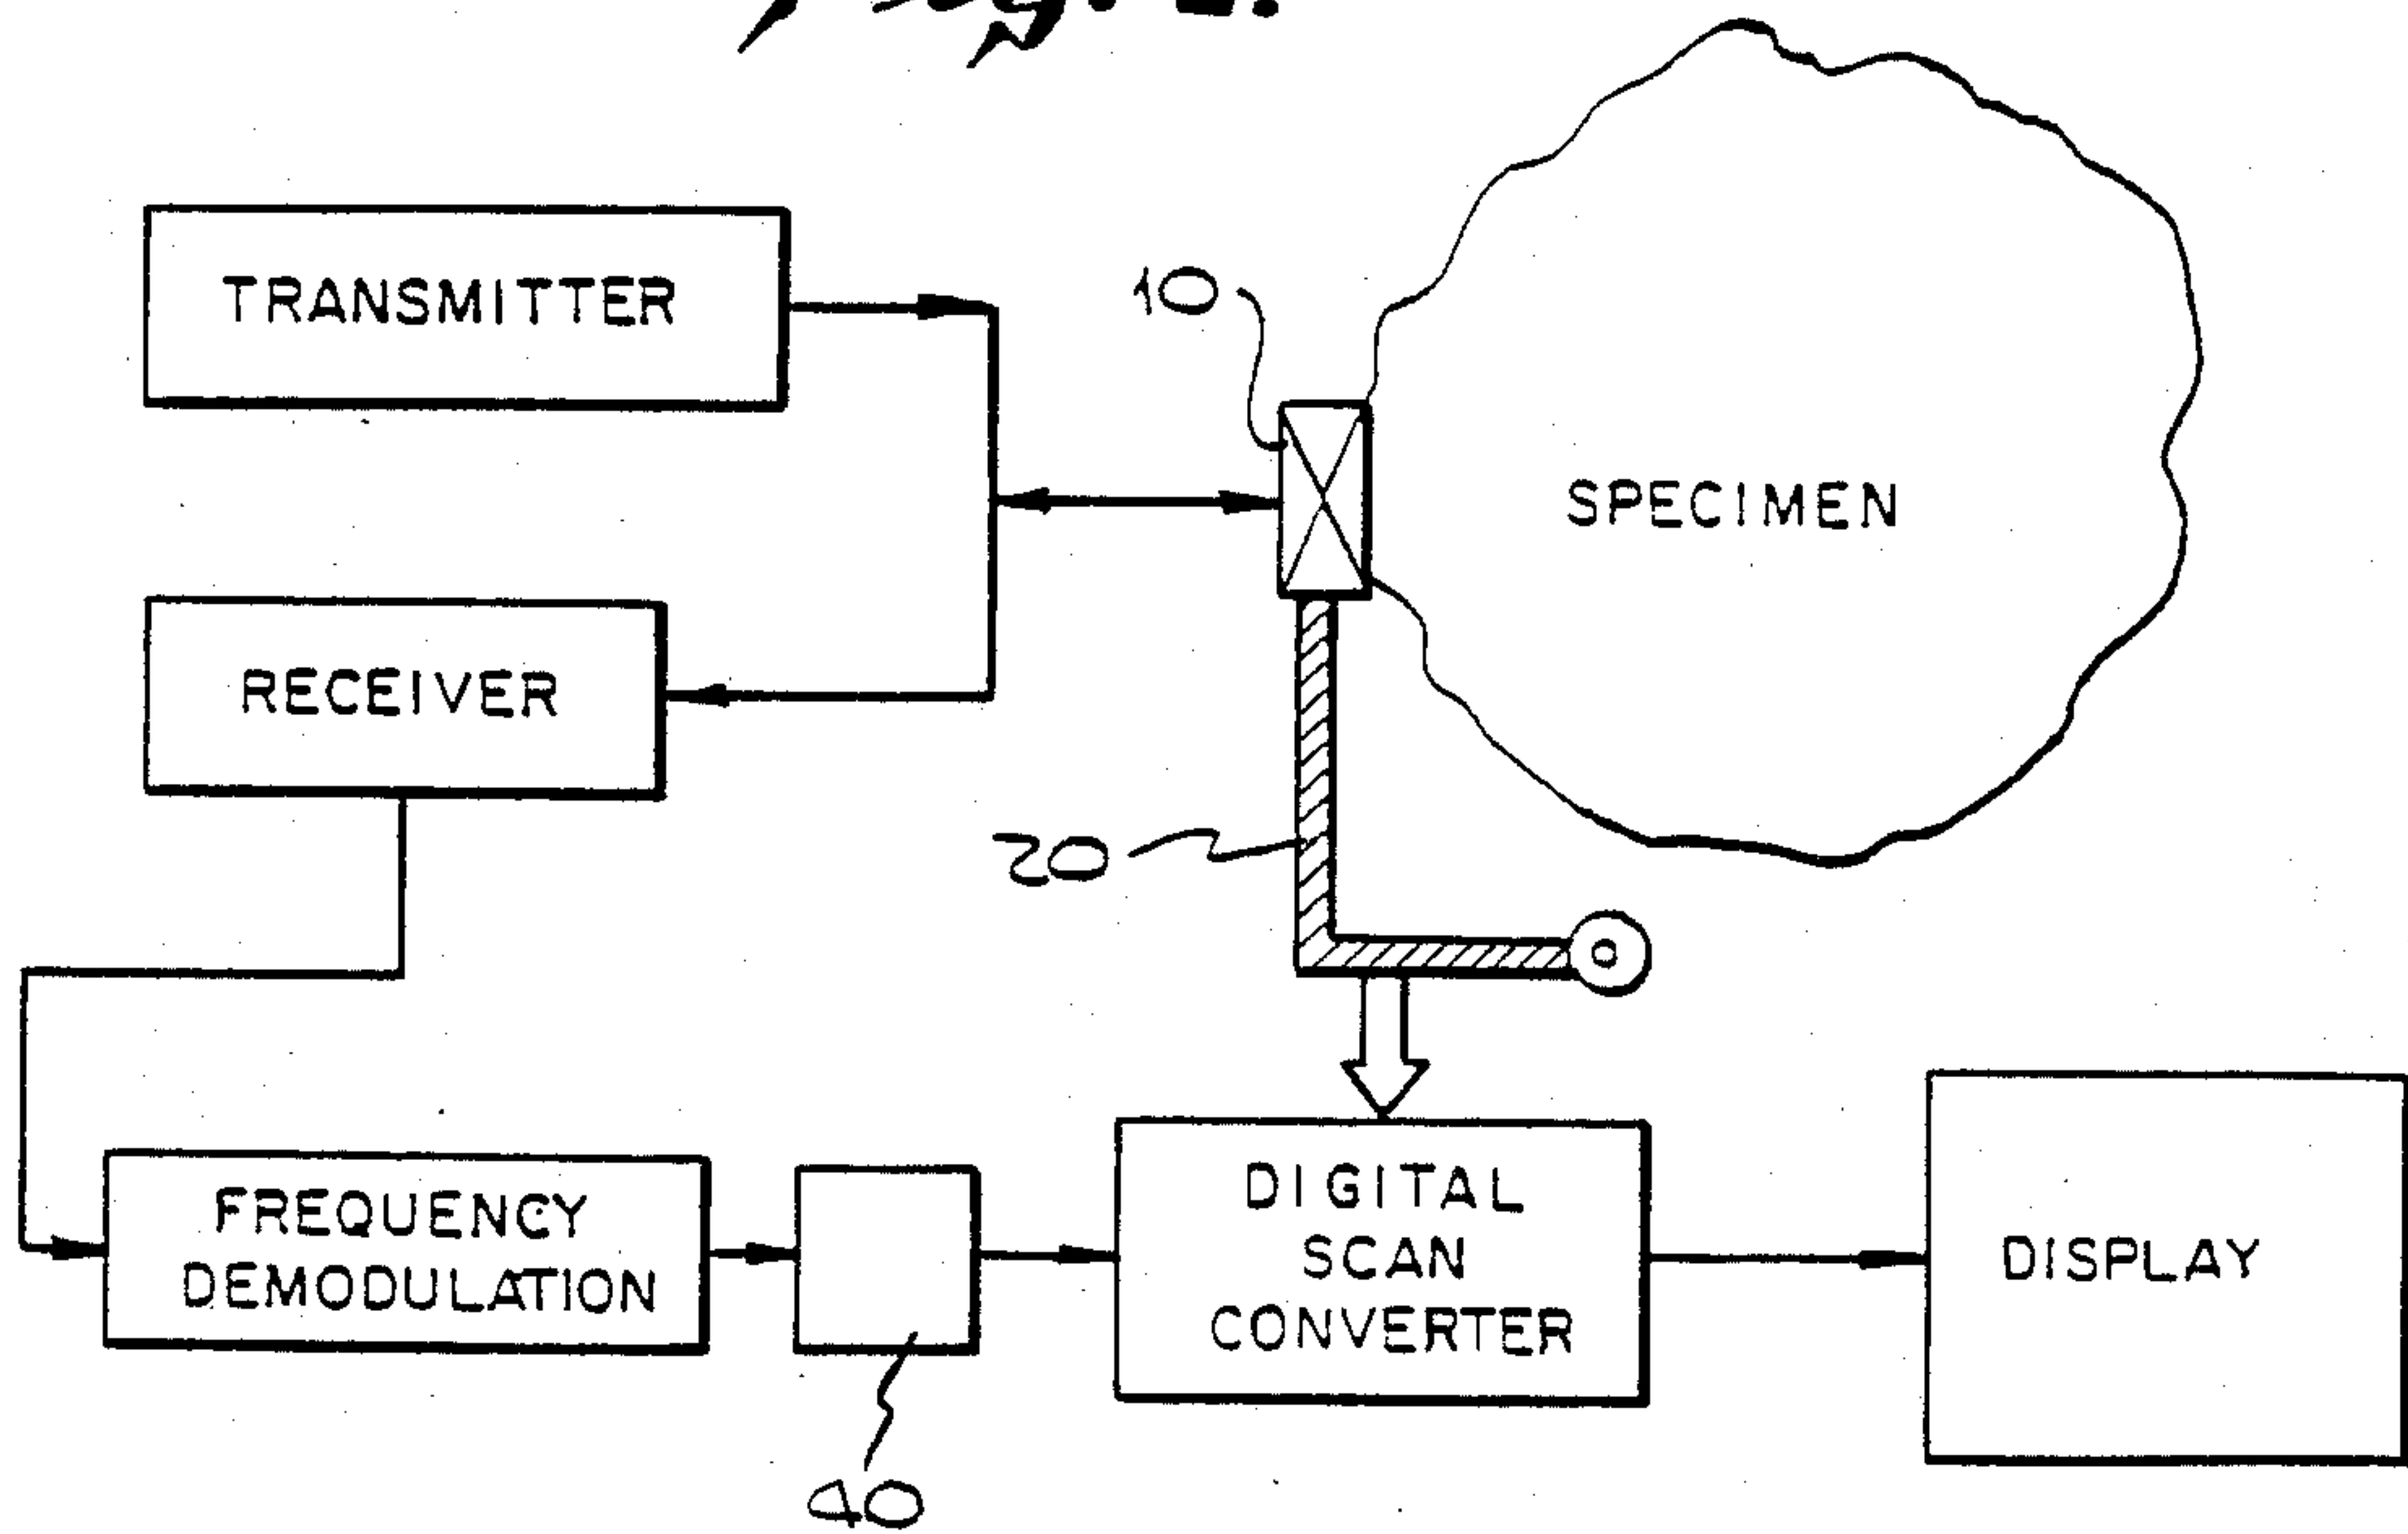 TRANSMITTER
10
SPECIMEN
RECEIVER
20
FREQUENCY
DEMODULATION
DIGITAL
SCAN
CONVERTER
DISPLAY
40